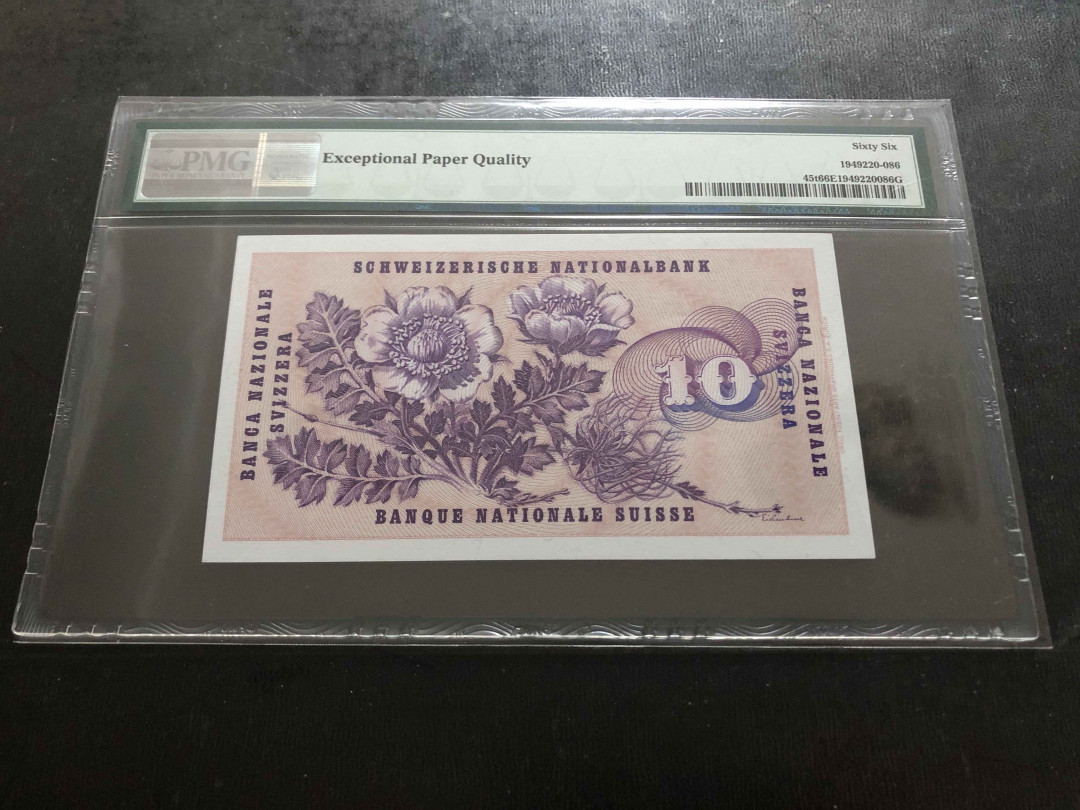 PMG
Exceptional Paper Quality
Sixty Six
1949220-086
45t66E1949220086G
SCHWEIZERISCHE NATIONALBANK
BANCA NAZIONALE
SVIZZERA
10
BANCA NAZIONALE
SVIZZERA
BANQUE NATIONALE SUISSE